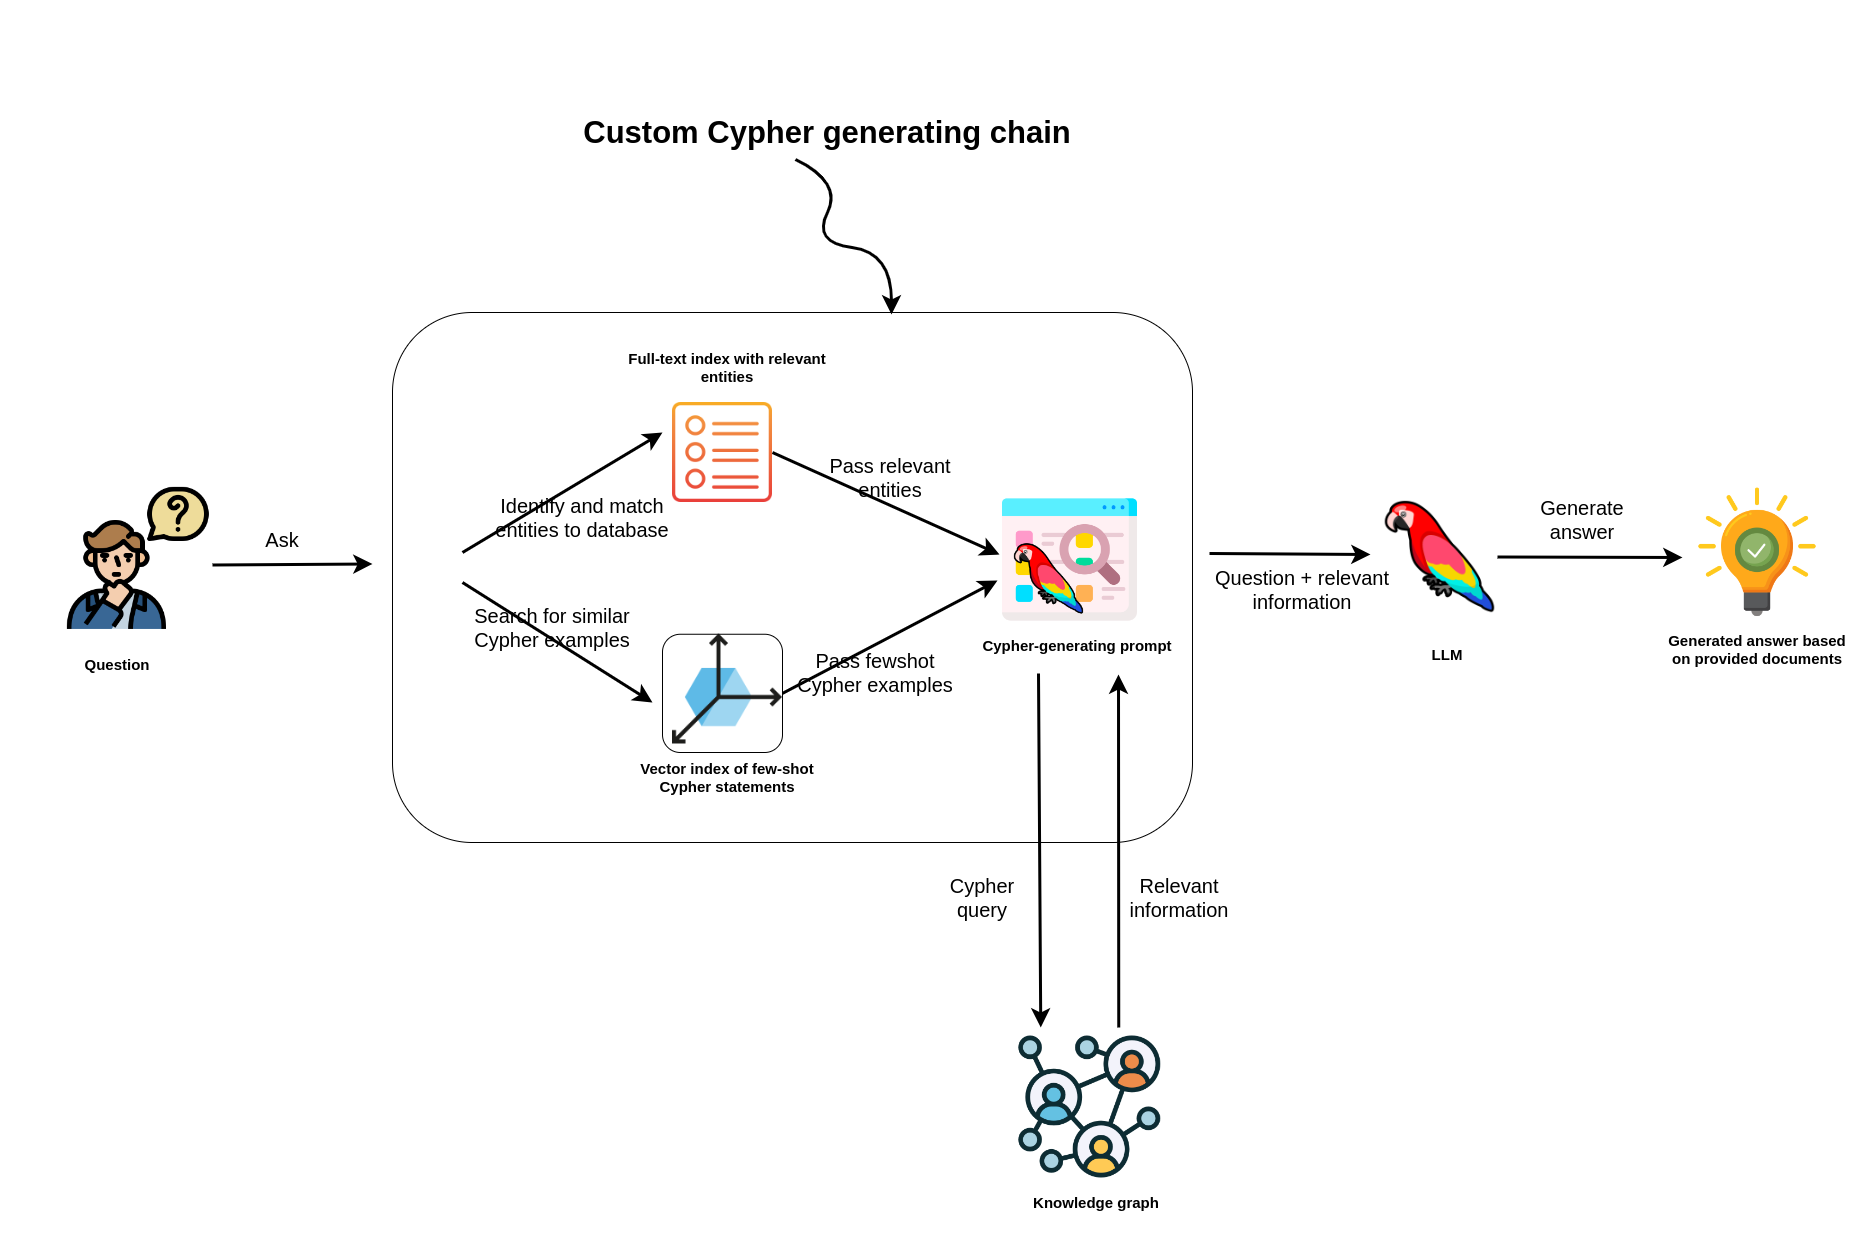 Custom Cypher generating chain
Full-text index with relevant
entities
Identify and match
entities to database
Pass relevant
entities
Ask
Question
Search for similar
Cypher examples
Pass fewshot
Cypher examples
Vector index of few-shot
Cypher statements
Cypher-generating prompt
Question + relevant
information
LLM
Generate
answer
Generated answer based
on provided documents
Cypher
query
Relevant
information
Knowledge graph